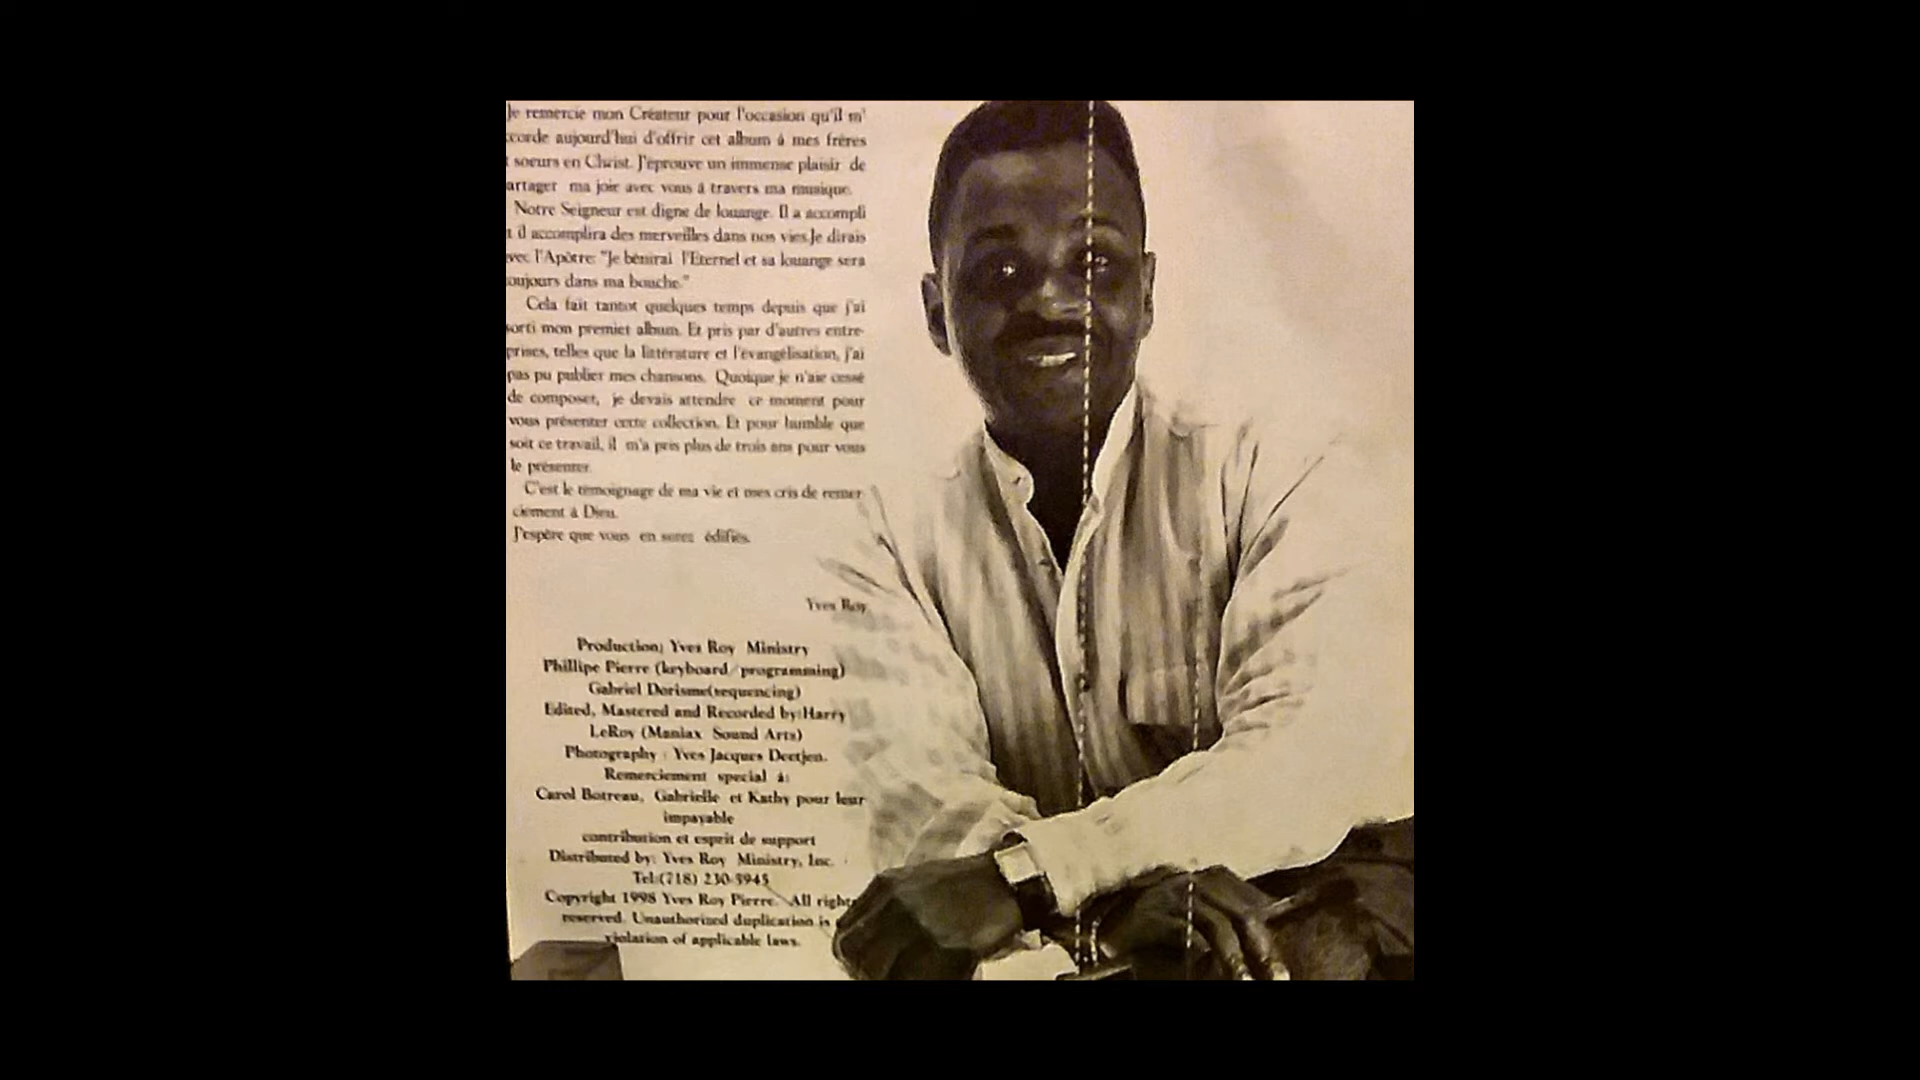 Je remercie mon Créateur pour l'occasion qu'il m'
ccorde aujourd'hui d'offrir cet album à mes frères
t soeurs en Christ. J'éprouve un immense plaisir de
artager ma joie avec vous à travers ma musique.
Notre Seigneur est digne de louange. Il a accompli
t il accomplira des merveilles dans nos vies.Je dirais
vec l'Apôtre: "Je bénirai l'Eternel et sa louange sera
oujours dans ma bouche."
Cela fait tantot quelques temps depuis que j'ai
sorti mon premier album. Et pris par d'autres entre-
prises, telles que la littérature et l'évangélisation, j'ai
pas pu publier mes chansons. Quoique je n'aie cessé
de composer, je devais attendre ce moment pour
vous présenter cette collection. Et pour humble que
soit ce travail, il m'a pris plus de trois ans pour vous
le présenter.
C'est le témoignage de ma vie et mes cris de remer-
ciement à Dieu.
J'espère que vous en serez édifiés.
Yves Roy
Production; Yves Roy Ministry
Phillipe Pierre (keyboard/programming)
Gabriel Dorisme(sequencing)
Edited, Mastered and Recorded by:Harry
LeRoy (Maniax Sound Arts)
Photography : Yves Jacques Deetjen.
Remerciement special à:
Carol Botreau, Gabrielle et Kathy pour leur
impayable
contribution et esprit de support
Distributed by: Yves Roy Ministry, Inc.
Tel:(718) 230-5945
Copyright 1998 Yves Roy Pierre. All rights
reserved. Unauthorized duplication is
violation of applicable laws.